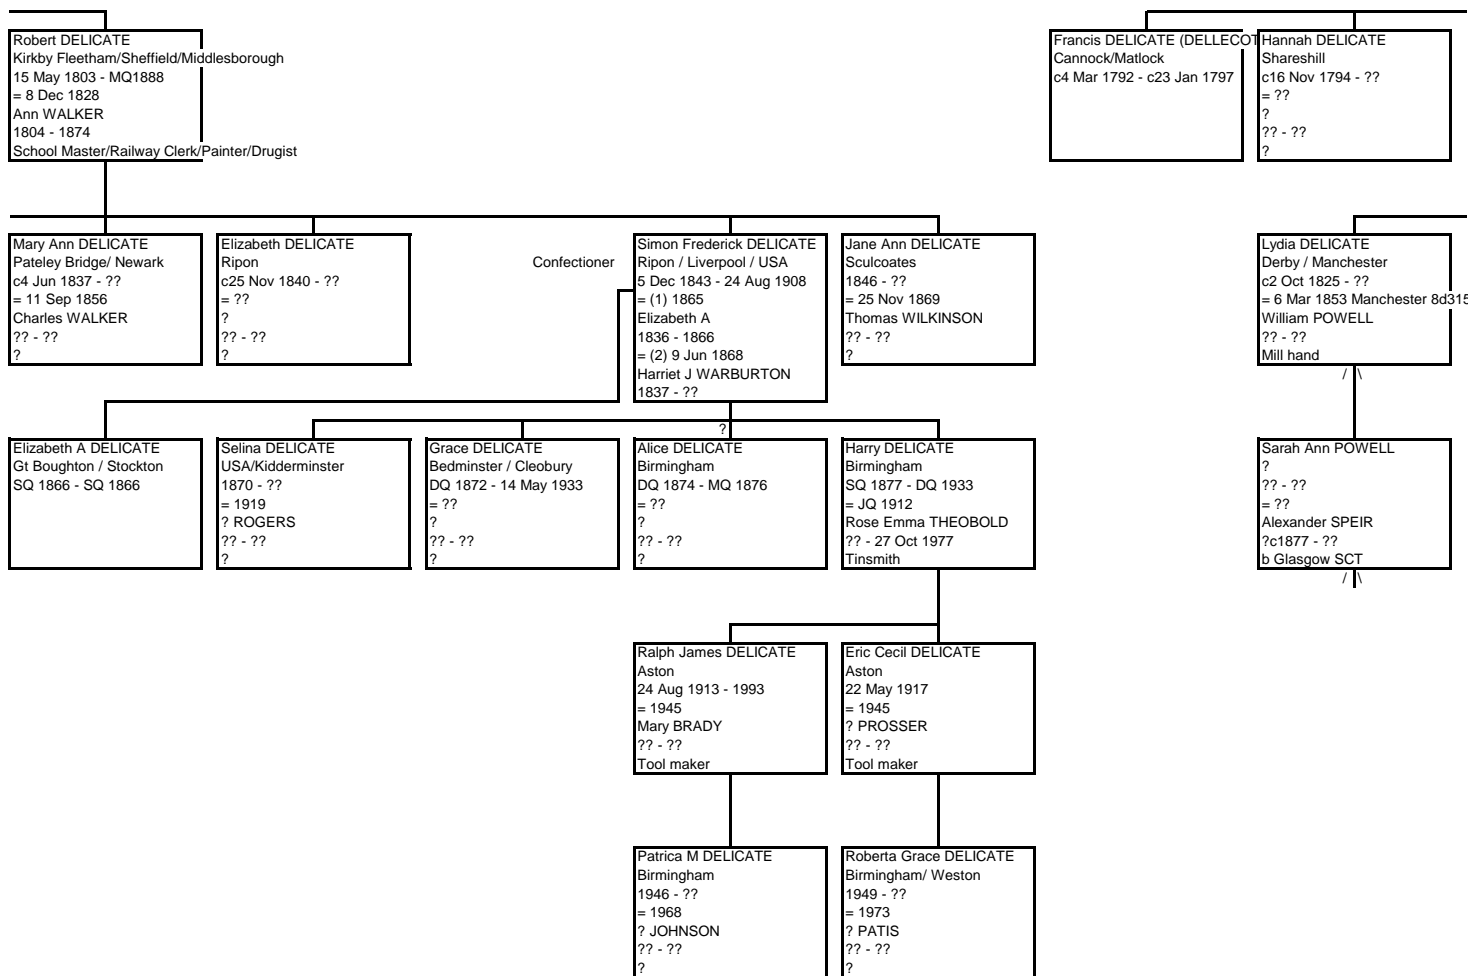 Robert DELICATE
Kirkby Fleetham/Sheffield/Middlesborough
15 May 1803 - MQ1888
= 8 Dec 1828
Ann WALKER
1804 - 1874
School Master/Railway Clerk/Painter/Drugist
Francis DELICATE (DELLECOT
Cannock/Matlock
c4 Mar 1792 - c23 Jan 1797
Hannah DELICATE
Shareshill
c16 Nov 1794 - ??
= ??
?
?? - ??
?
Mary Ann DELICATE
Pateley Bridge/ Newark
c4 Jun 1837 - ??
= 11 Sep 1856
Charles WALKER
?? - ??
?
Elizabeth DELICATE
Ripon
c25 Nov 1840 - ??
= ??
?
?? - ??
?
Confectioner
Simon Frederick DELICATE
Ripon / Liverpool / USA
5 Dec 1843 - 24 Aug 1908
= (1) 1865
Elizabeth A
1836 - 1866
= (2) 9 Jun 1868
Harriet J WARBURTON
1837 - ??
Jane Ann DELICATE
Sculcoates
1846 - ??
= 25 Nov 1869
Thomas WILKINSON
?? - ??
?
Lydia DELICATE
Derby / Manchester
c2 Oct 1825 - ??
= 6 Mar 1853 Manchester 8d315
William POWELL
?? - ??
Mill hand
/ \
?
Elizabeth A DELICATE
Gt Boughton / Stockton
SQ 1866 - SQ 1866
Selina DELICATE
USA/Kidderminster
1870 - ??
= 1919
? ROGERS
?? - ??
?
Grace DELICATE
Bedminster / Cleobury
DQ 1872 - 14 May 1933
= ??
?
?? - ??
?
Alice DELICATE
Birmingham
DQ 1874 - MQ 1876
= ??
?
?? - ??
?
Harry DELICATE
Birmingham
SQ 1877 - DQ 1933
= JQ 1912
Rose Emma THEOBOLD
?? - 27 Oct 1977
Tinsmith
Sarah Ann POWELL
?
?? - ??
= ??
Alexander SPEIR
?c1877 - ??
b Glasgow SCT
/ \
Ralph James DELICATE
Aston
24 Aug 1913 - 1993
= 1945
Mary BRADY
?? - ??
Tool maker
Eric Cecil DELICATE
Aston
22 May 1917
= 1945
? PROSSER
?? - ??
Tool maker
Patrica M DELICATE
Birmingham
1946 - ??
= 1968
? JOHNSON
?? - ??
?
Roberta Grace DELICATE
Birmingham/ Weston
1949 - ??
= 1973
? PATIS
?? - ??
?